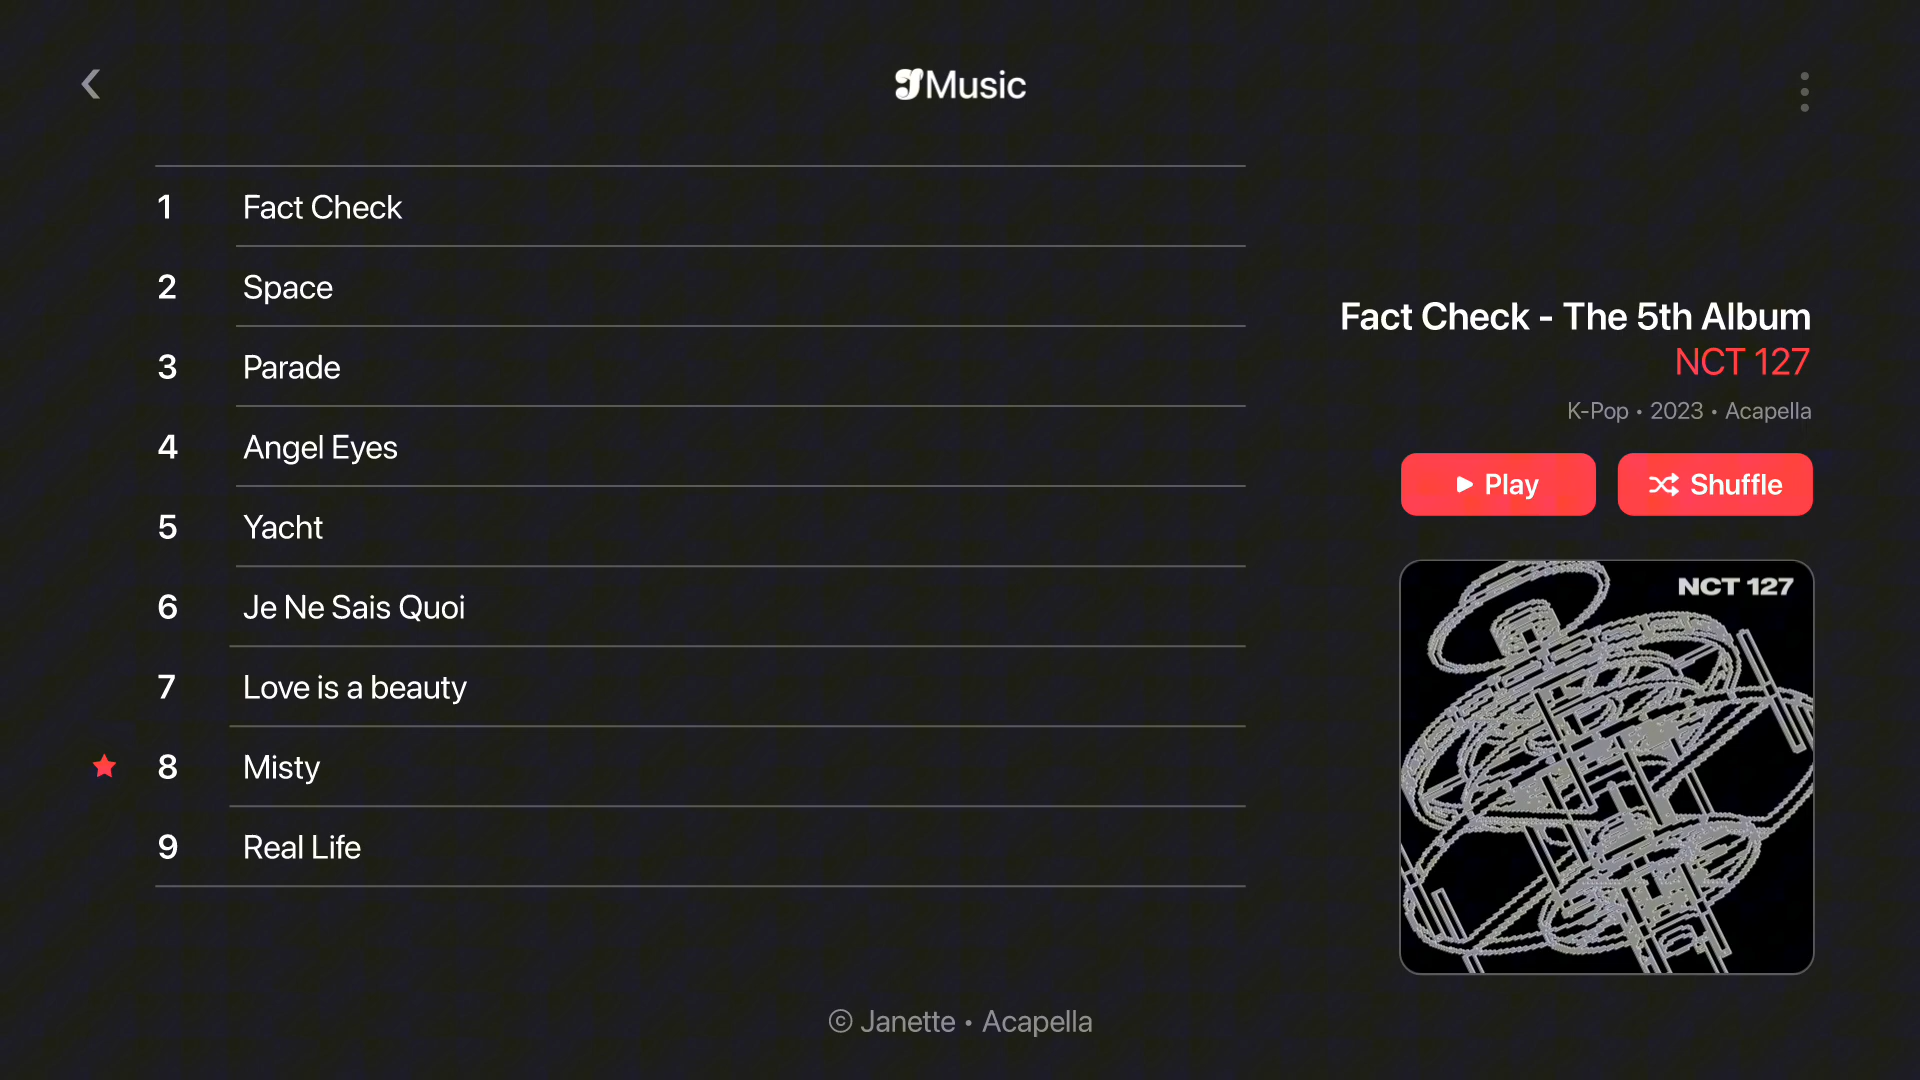 JMusic
1 Fact Check
2 Space
3 Parade
4 Angel Eyes
5 Yacht
6 Je Ne Sais Quoi
7 Love is a beauty
8 Misty
9 Real Life
Fact Check - The 5th Album
NCT 127
K-Pop • 2023 • Acapella
Play
Shuffle
NCT 127
© Janette • Acapella